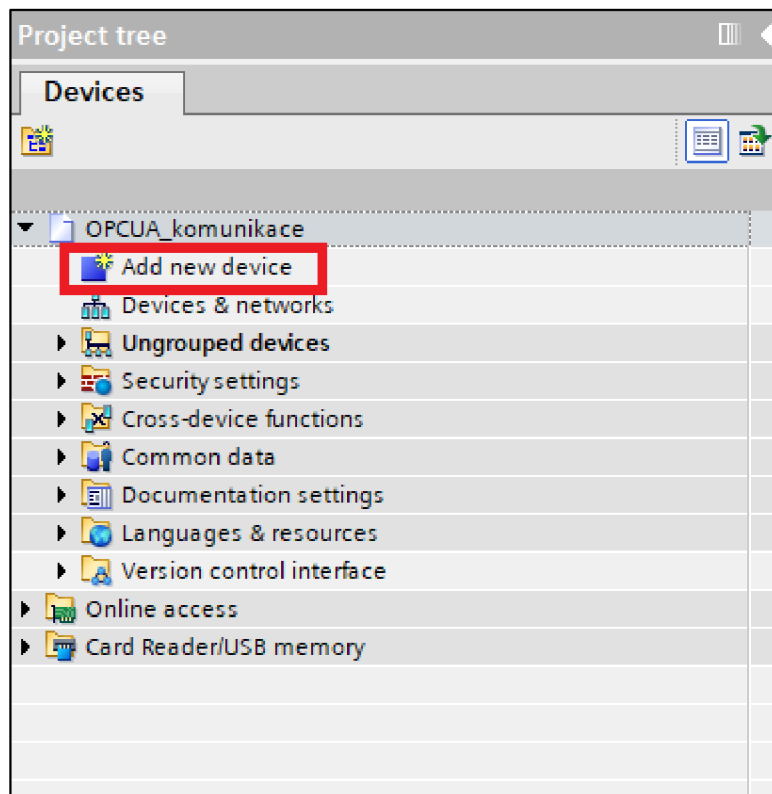 Project tree
Devices
OPCUA_komunikace
Add new device
Devices & networks
Ungrouped devices
Security settings
Cross-device functions
Common data
Documentation settings
Languages & resources
Version control interface
Online access
Card Reader/USB memory